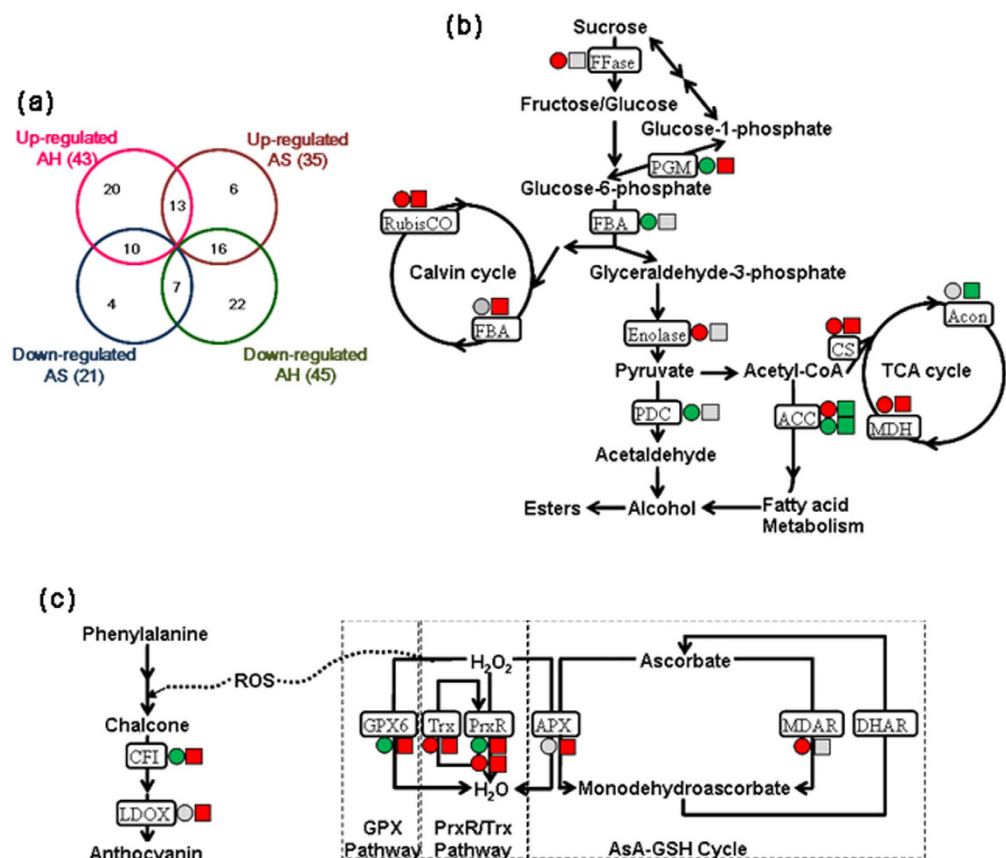 (a)
Up-regulated
AH (43)
Up-regulated
AS (35)
20
13
6
10
16
4
7
22
Down-regulated
AS (21)
Down-regulated
AH (45)
(b)
Sucrose
FFase
Fructose/Glucose
Glucose-1-phosphate
PGM
Glucose-6-phosphate
RubisCO
FBA
Calvin cycle
Glyceraldehyde-3-phosphate
FBA
Enolase
Acon
CS
Pyruvate
Acetyl-CoA
TCA cycle
PDC
ACC
MDH
Acetaldehyde
Esters
Alcohol
Fatty acid
Metabolism
(c)
Phenylalanine
ROS
Chalcone
CFI
LDOX
Anthocyanin
H2O2
Ascorbate
GPX6
Trx
PrxR
APX
MDAR
DHAR
H2O
Monodehydroascorbate
GPX
Pathway
PrxR/Trx
Pathway
AsA-GSH Cycle